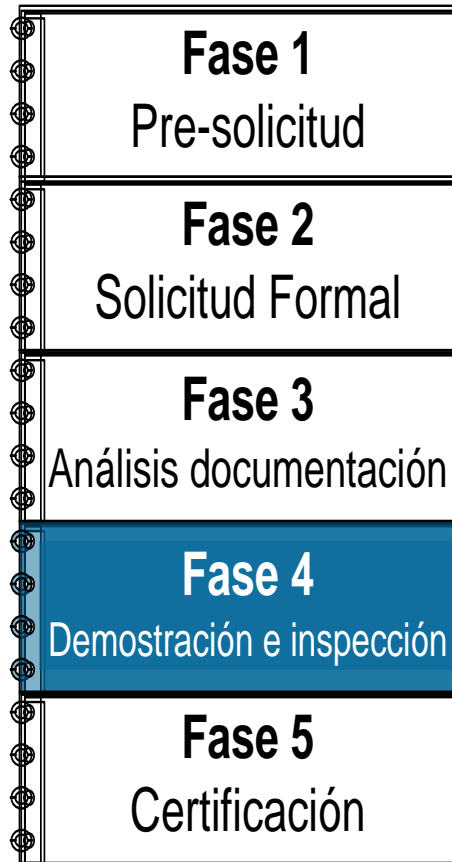 Fase 1
Pre-solicitud
Fase 2
Solicitud Formal
Fase 3
Análisis documentación
Fase 4
Demostración e inspección
Fase 5
Certificación